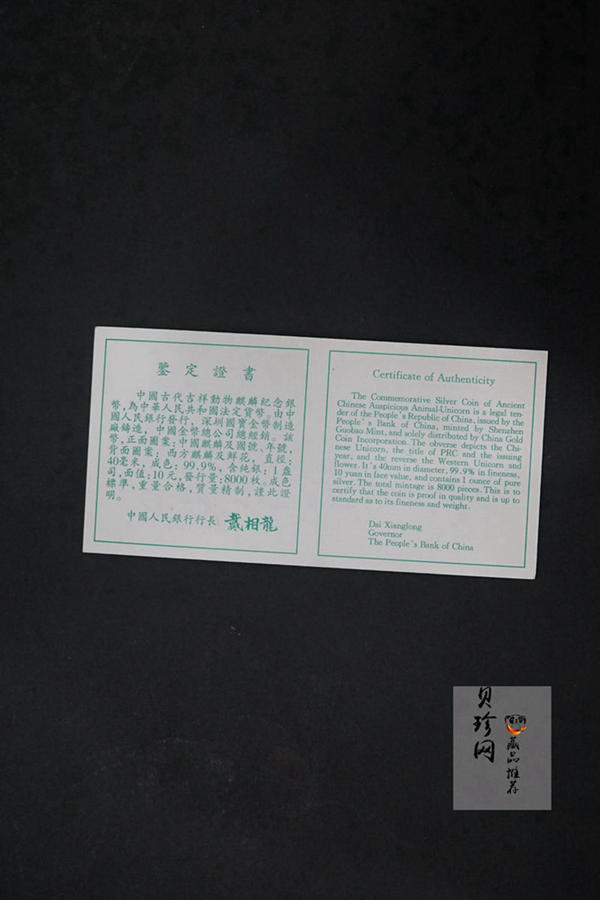 鑒定證書
中國古代吉祥動物麒麟紀念銀
幣,為中華人民共和國法定貨幣。由中
國人民銀行發行,深圳國寶金幣制造
廠鑄造,中國金幣總公司總經銷。該
幣,正面圖案:中國麒麟及國號、年號,
背面圖案:西方麒麟及鮮花,直徑:
40毫米,成色:99.9%,含純銀:1盎
司,面值:10元,發行量:8000枚。成色
標準,重量合格,質量精制,謹此證
明。
中國人民銀行行長 戴相龍
Certificate of Authenticity
The Commemorative Silver Coin of Ancient
Chinese Auspicious Animal-Unicorn is a legal ten-
der of the People's Republic of China, issued by the
People's Bank of China, minted by Shenzhen
Guobao Mint, and solely distributed by China Gold
Coin Incorporation. The obverse depicts the Chi-
nese Unicorn, the title of PRC and the issuing
year, and the reverse the Western Unicorn and
flower. It's 40mm in diameter, 99.9% in fineness,
10 yuan in face value, and contains 1 ounce of pure
silver. The total mintage is 8000 pieces. This is to
certify that the coin is proof in quality and is up to
standard as to its fineness and weight.
Dai Xianglong
Governor
The People's Bank of China
貝珍网
藏品推荐